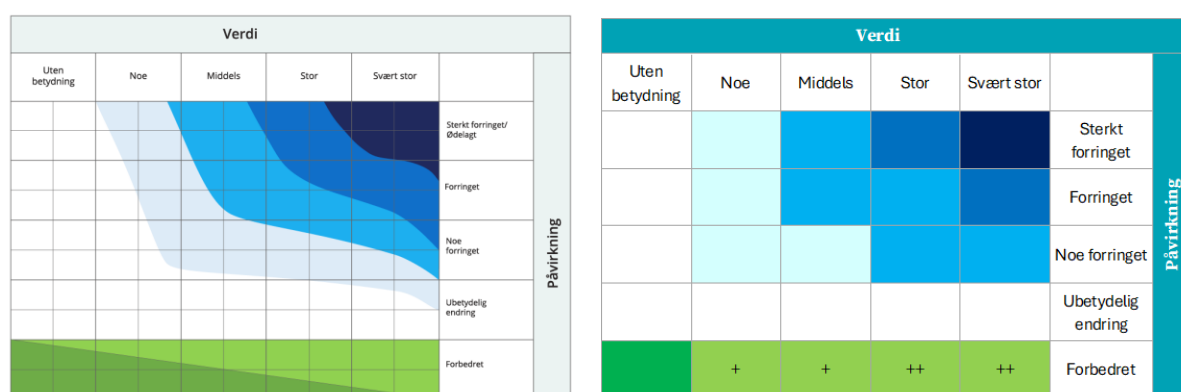 Verdi
Uten
betydning
Noe
Middels
Stor
Svært stor
Sterkt forringet/
Ødelagt
Forringet
Noe
forringet
Ubetydelig
endring
Forbedret
Påvirkning
Verdi
Uten
betydning
Noe
Middels
Stor
Svært stor
Sterkt
forringet
Forringet
Noe forringet
Ubetydelig
endring
+
+
++
++
Forbedret
Påvirkning